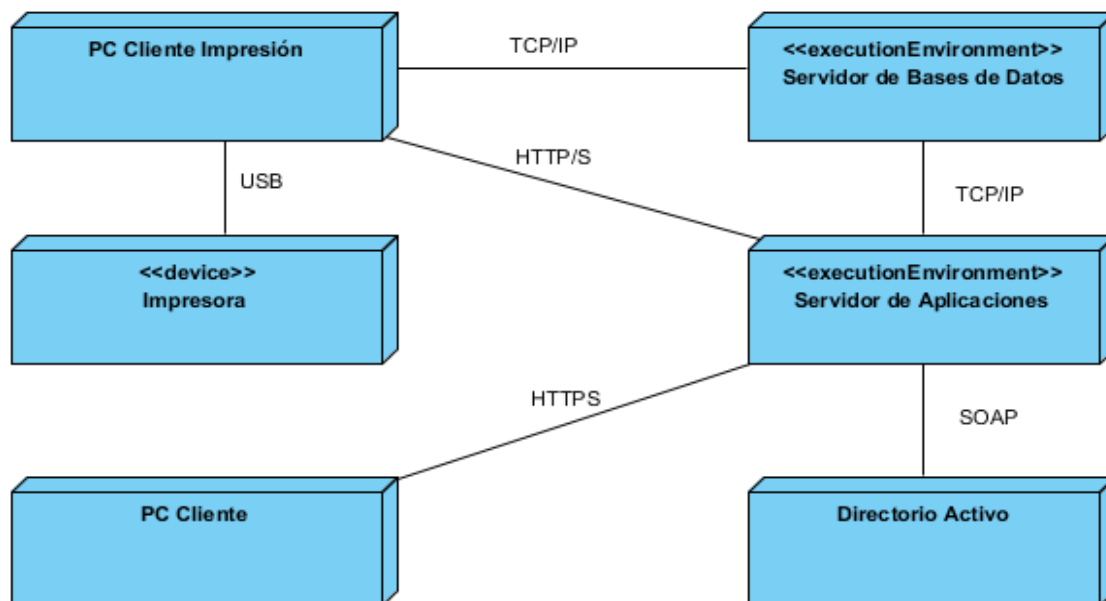 PC Cliente Impresión
TCP/IP
<<executionEnvironment>>
Servidor de Bases de Datos
HTTP/S
USB
TCP/IP
<<device>>
Impresora
<<executionEnvironment>>
Servidor de Aplicaciones
HTTPS
SOAP
PC Cliente
Directorio Activo